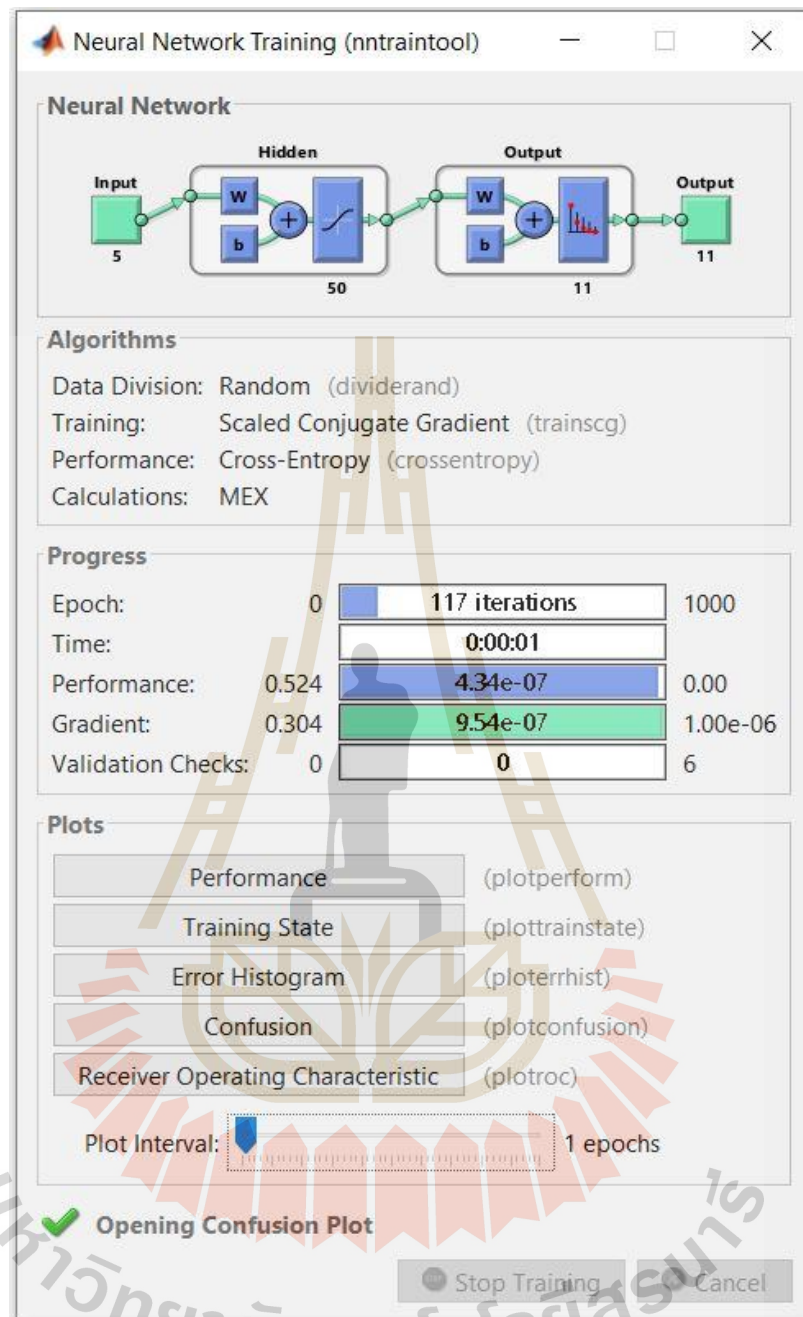 Neural Network Training (nntraintool)
Neural Network
Hidden
Output
Input
Output
W
W
b
b
5
50
11
11
Algorithms
Data Division: Random (dividerand)
Training: Scaled Conjugate Gradient (trainscg)
Performance: Cross-Entropy (crossentropy)
Calculations: MEX
Progress
Epoch: 0 117 iterations 1000
Time: 0:00:01
Performance: 0.524 4.34e-07 0.00
Gradient: 0.304 9.54e-07 1.00e-06
Validation Checks: 0 0 6
Plots
Performance (plotperform)
Training State (plottrainstate)
Error Histogram (ploterrhist)
Confusion (plotconfusion)
Receiver Operating Characteristic (plotroc)
Plot Interval: 1 epochs
Opening Confusion Plot
Stop Training Cancel